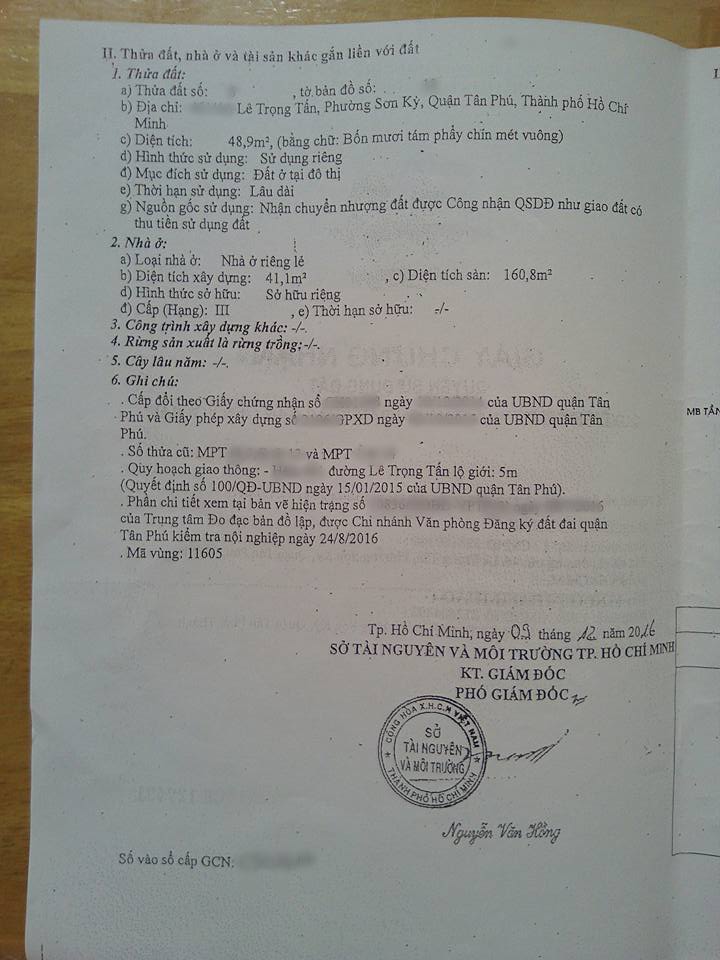 II. Thửa đất, nhà ở và tài sản khác gắn liền với đất
1. Thửa đất:
a) Thửa đất số: , tờ bản đồ số:
b) Địa chỉ: Lê Trọng Tấn, Phường Sơn Kỳ, Quận Tân Phú, Thành phố Hồ Chí
Minh
c) Diện tích: 48,9m², (bằng chữ: Bốn mươi tám phẩy chín mét vuông)
d) Hình thức sử dụng: Sử dụng riêng
đ) Mục đích sử dụng: Đất ở tại đô thị
e) Thời hạn sử dụng: Lâu dài
g) Nguồn gốc sử dụng: Nhận chuyển nhượng đất được Công nhận QSDĐ như giao đất có
thu tiền sử dụng đất
2. Nhà ở:
a) Loại nhà ở: Nhà ở riêng lẻ
b) Diện tích xây dựng: 41,1m² , c) Diện tích sàn: 160,8m²
d) Hình thức sở hữu: Sở hữu riêng
đ) Cấp (Hạng): III , e) Thời hạn sở hữu: -/-
3. Công trình xây dựng khác: -/-.
4. Rừng sản xuất là rừng trồng: -/-.
5. Cây lâu năm: -/-.
6. Ghi chú:
. Cấp đổi theo Giấy chứng nhận số ngày của UBND quận Tân
Phú và Giấy phép xây dựng số GPXD ngày của UBND quận Tân
Phú.
. Số thửa cũ: MPT và MPT
. Quy hoạch giao thông: - đường Lê Trọng Tấn lộ giới: 5m
(Quyết định số 100/QĐ-UBND ngày 15/01/2015 của UBND quận Tân Phú).
. Phần chi tiết xem tại bản vẽ hiện trạng số
của Trung tâm Đo đạc bản đồ lập, được Chi nhánh Văn phòng Đăng ký đất đai quận
Tân Phú kiểm tra nội nghiệp ngày 24/8/2016
. Mã vùng: 11605
MB TẦN
Tp. Hồ Chí Minh, ngày 09 tháng 12 năm 2016
SỞ TÀI NGUYÊN VÀ MÔI TRƯỜNG TP. HỒ CHÍ MINH
KT. GIÁM ĐỐC
PHÓ GIÁM ĐỐC
CỘNG HÒA X.H.C.N VIỆT NAM
SỞ
TÀI NGUYÊN
VÀ MÔI TRƯỜNG
THÀNH PHỐ HỒ CHÍ MINH
Nguyễn Văn Hồng
Số vào sổ cấp GCN: